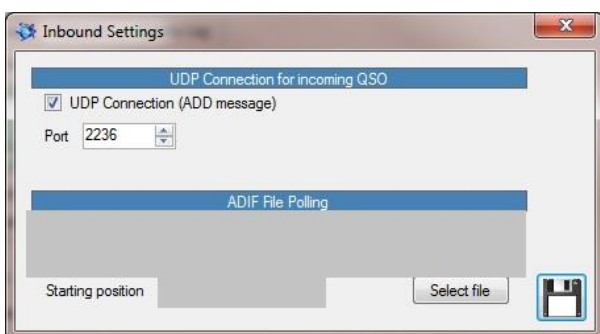 Inbound Settings
UDP Connection for incoming QSO
UDP Connection (ADD message)
Port 2236
ADIF File Polling
Starting position
Select file